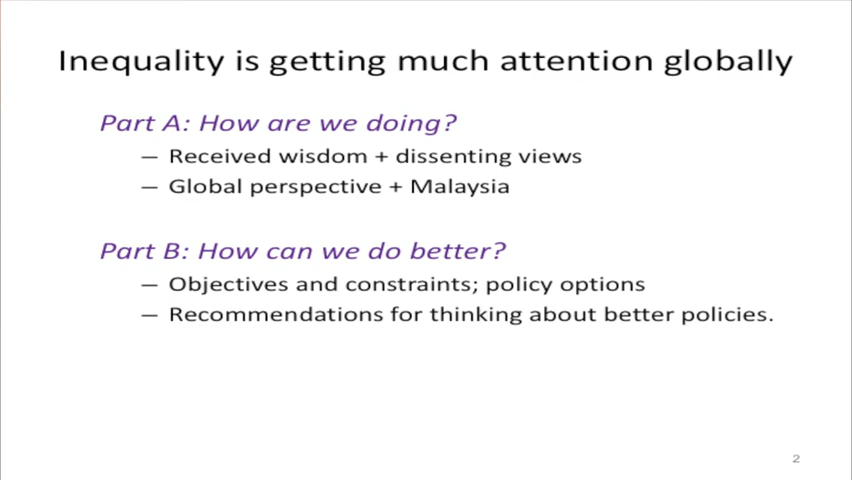 Inequality is getting much attention globally
Part A: How are we doing?
– Received wisdom + dissenting views
– Global perspective + Malaysia
Part B: How can we do better?
– Objectives and constraints; policy options
– Recommendations for thinking about better policies.
2